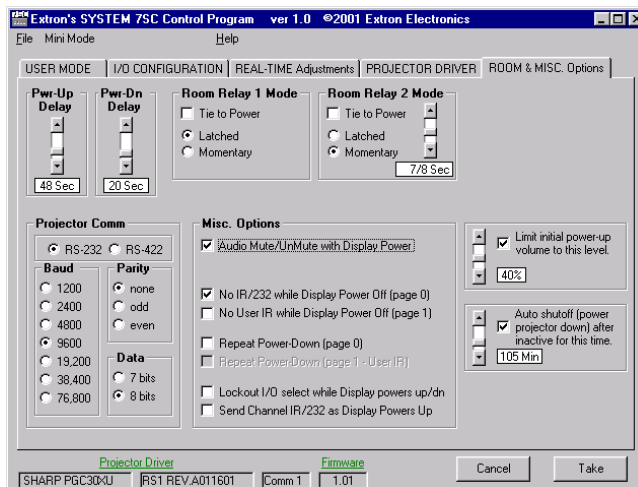 7SC Extron's SYSTEM 7SC Control Program ver 1.0 ©2001 Extron Electronics
File Mini Mode Help
USER MODE I/O CONFIGURATION REAL-TIME Adjustments PROJECTOR DRIVER ROOM & MISC. Options
Pwr-Up Delay
48 Sec
Pwr-Dn Delay
20 Sec
Room Relay 1 Mode
Tie to Power
Latched
Momentary
Room Relay 2 Mode
Tie to Power
Latched
Momentary
7/8 Sec
Projector Comm
RS-232 RS-422
Baud
1200
2400
4800
9600
19,200
38,400
76,800
Parity
none
odd
even
Data
7 bits
8 bits
Misc. Options
Audio Mute/UnMute with Display Power
No IR/232 while Display Power Off (page 0)
No User IR while Display Power Off (page 1)
Repeat Power-Down (page 0)
Repeat Power-Down (page 1 - User IR)
Lockout I/O select while Display powers up/dn
Send Channel IR/232 as Display Powers Up
Limit initial power-up
volume to this level.
40%
Auto shutoff (power
projector down) after
inactive for this time.
105 Min
Projector Driver
SHARP PGC30XU RS1 REV.A011601 Comm 1
Firmware
1.01
Cancel Take